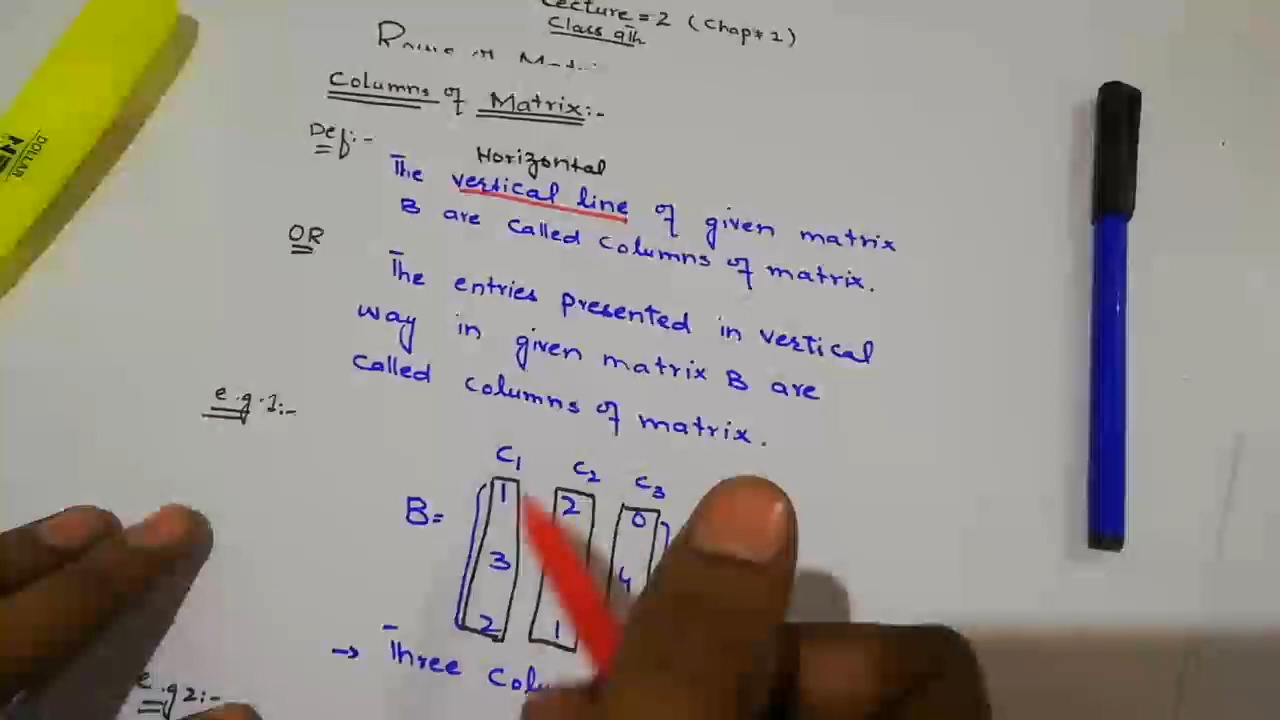 Lecture = 2 (Chap# 1)
Class 9th
Columns of Matrix:-
Def:-
Horizontal
The vertical line of given matrix
B are called columns of matrix.
OR
The entries presented in vertical
way in given matrix B are
called columns of matrix.
e.g.1:-
C1 C2 C3
B=
1 2 0
3 4
2 1
→ Three
e.g 2:-
DOLLAR